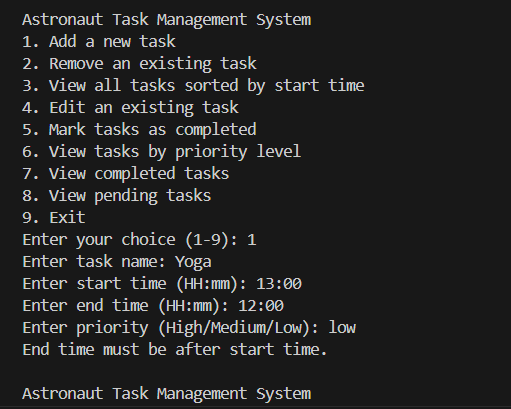 Astronaut Task Management System
1. Add a new task
2. Remove an existing task
3. View all tasks sorted by start time
4. Edit an existing task
5. Mark tasks as completed
6. View tasks by priority level
7. View completed tasks
8. View pending tasks
9. Exit
Enter your choice (1-9): 1
Enter task name: Yoga
Enter start time (HH:mm): 13:00
Enter end time (HH:mm): 12:00
Enter priority (High/Medium/Low): low
End time must be after start time.
Astronaut Task Management System